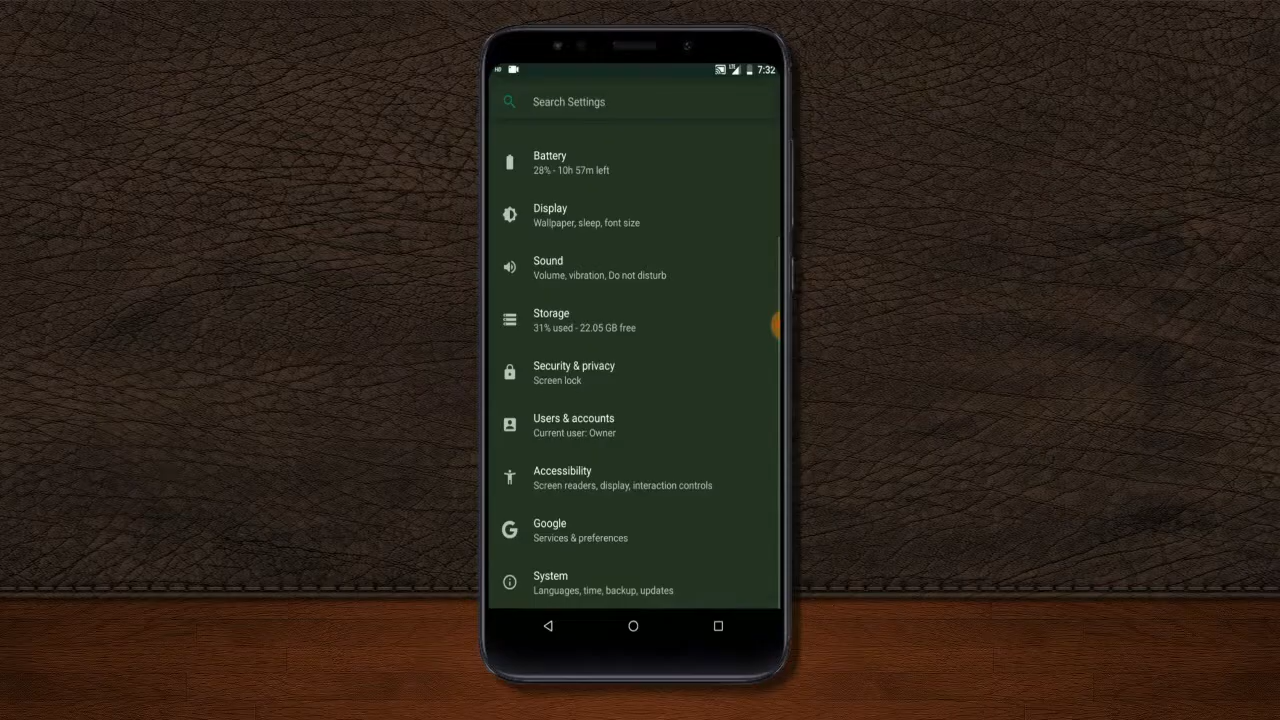 HD
LTE
7:32
Search Settings
Battery
28% - 10h 57m left
Display
Wallpaper, sleep, font size
Sound
Volume, vibration, Do not disturb
Storage
31% used - 22.05 GB free
Security & privacy
Screen lock
Users & accounts
Current user: Owner
Accessibility
Screen readers, display, interaction controls
Google
Services & preferences
System
Languages, time, backup, updates